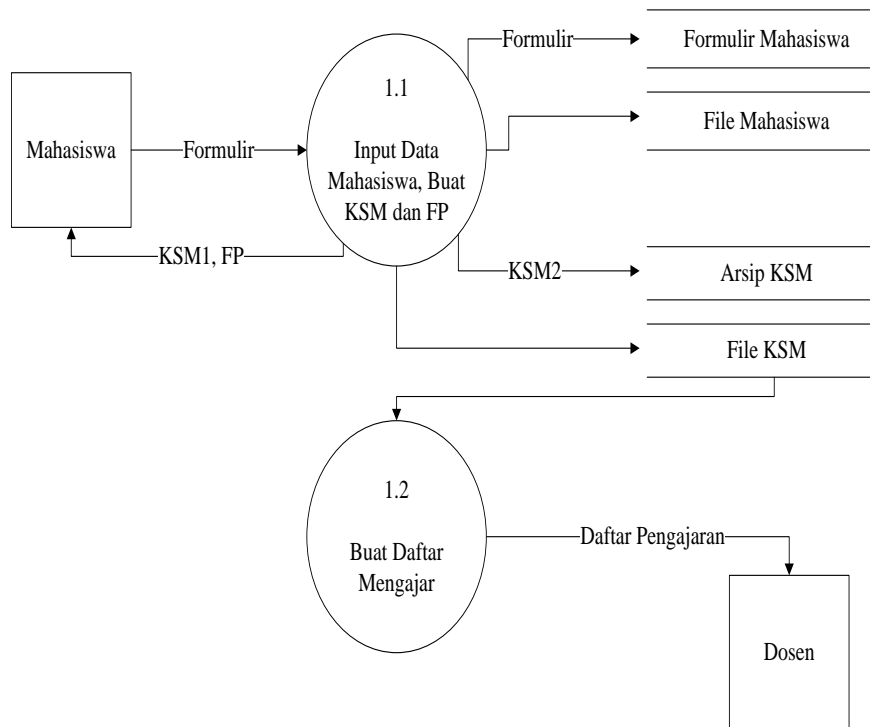 Formulir
Formulir Mahasiswa
1.1
File Mahasiswa
Mahasiswa
Formulir
Input Data
Mahasiswa, Buat
KSM dan FP
KSM1, FP
KSM2
Arsip KSM
File KSM
1.2
Buat Daftar
Mengajar
Daftar Pengajaran
Dosen